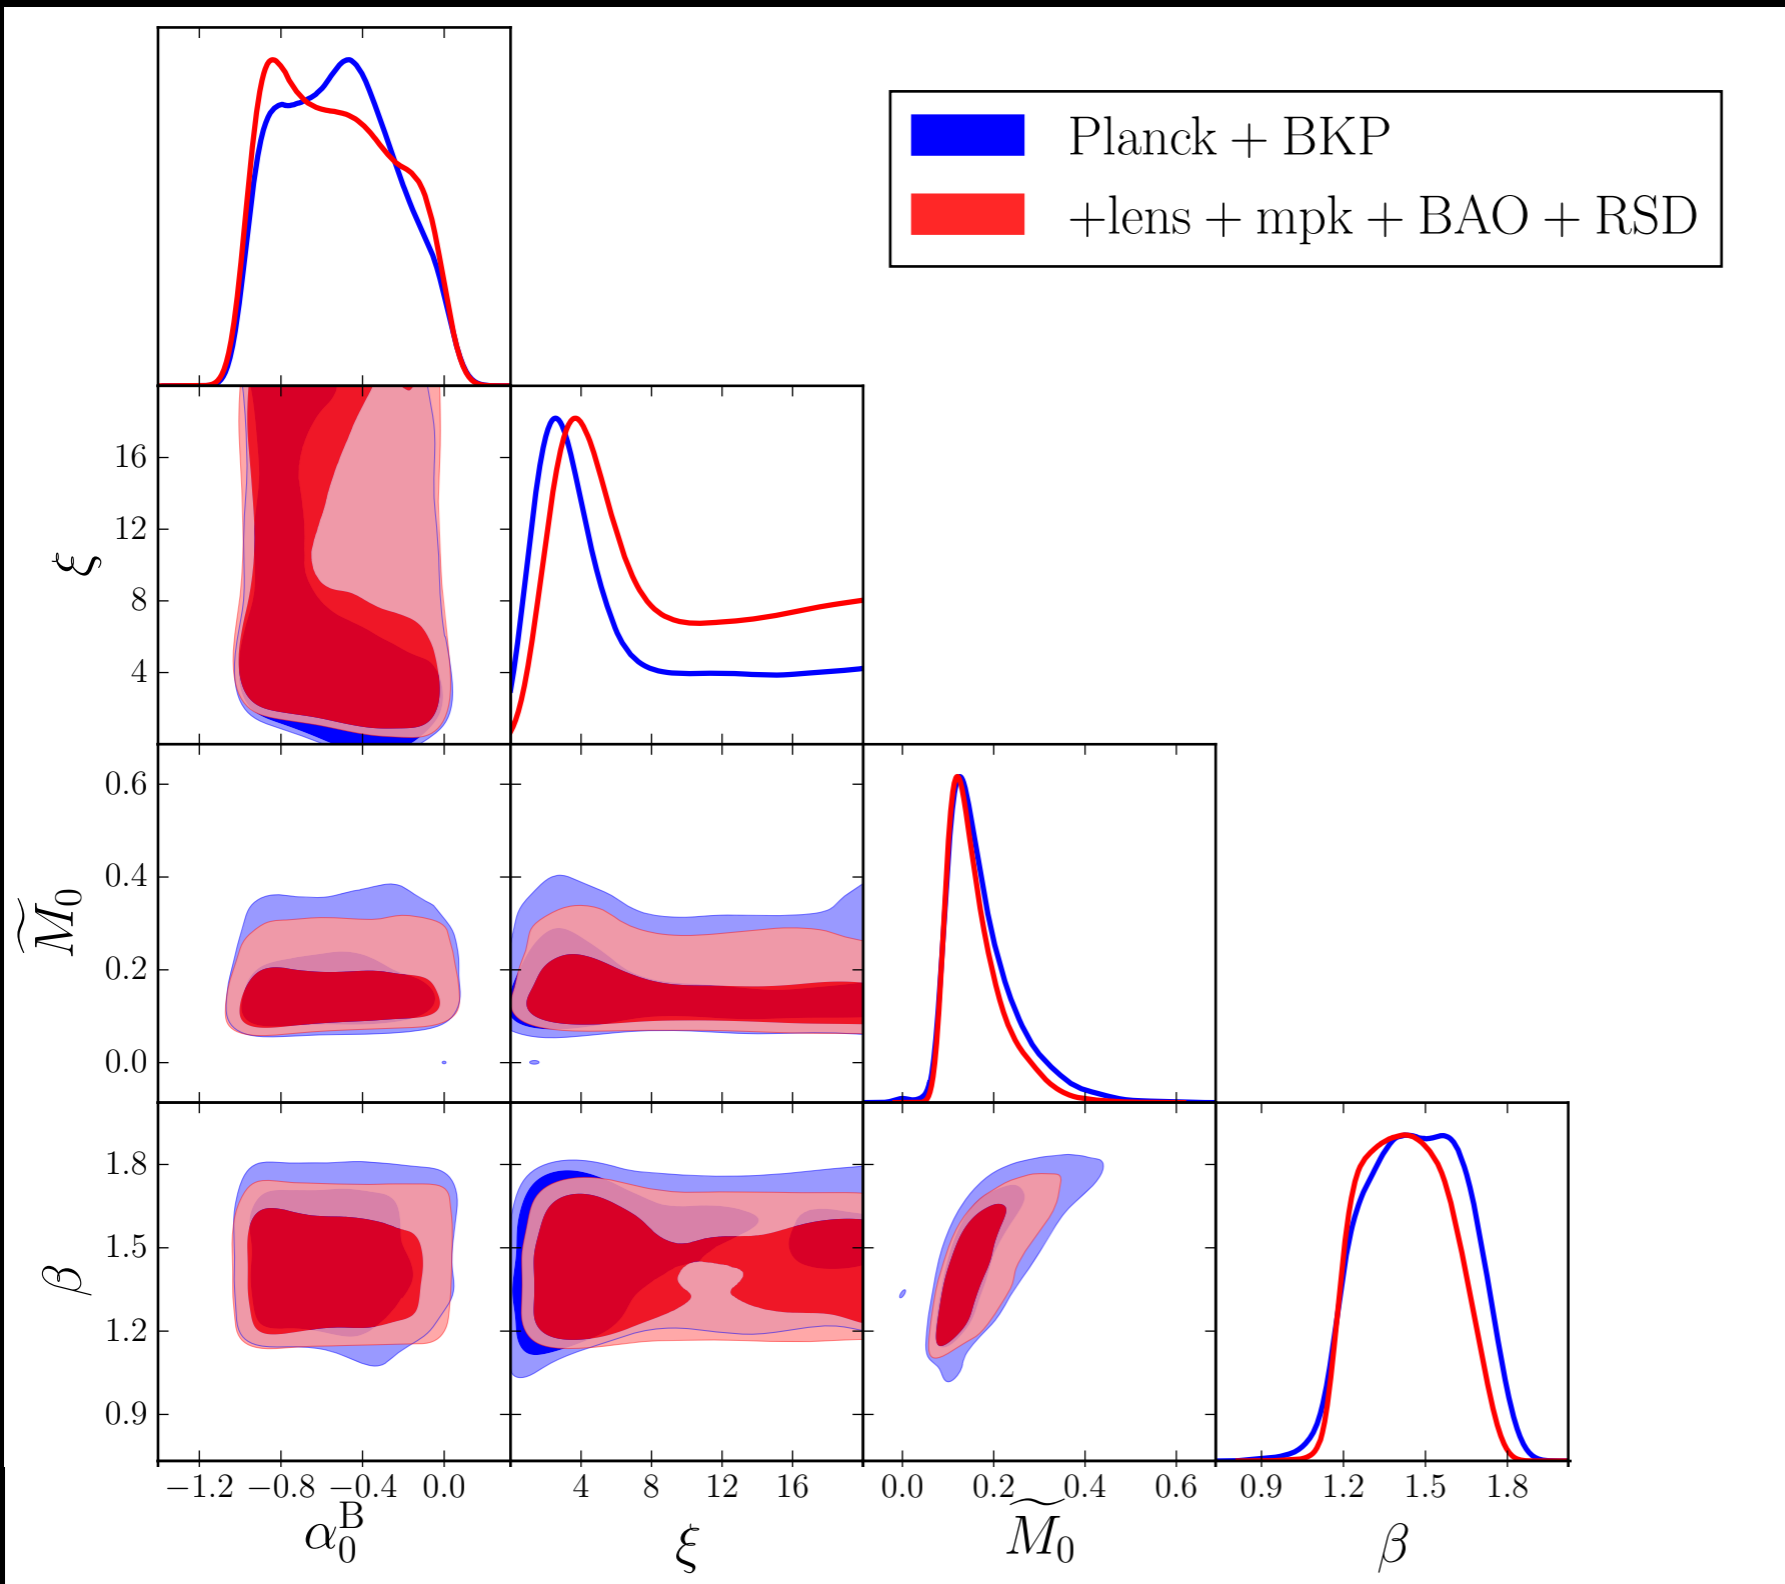 Planck + BKP
+lens + mpk + BAO + RSD
16
12
8
4
ξ
0.6
0.4
0.2
0.0
M̃₀
1.8
1.5
1.2
0.9
β
−1.2 −0.8 −0.4 0.0
4 8 12 16
0.0 0.2 0.4 0.6
0.9 1.2 1.5 1.8
α₀ᴮ
ξ
M̃₀
β